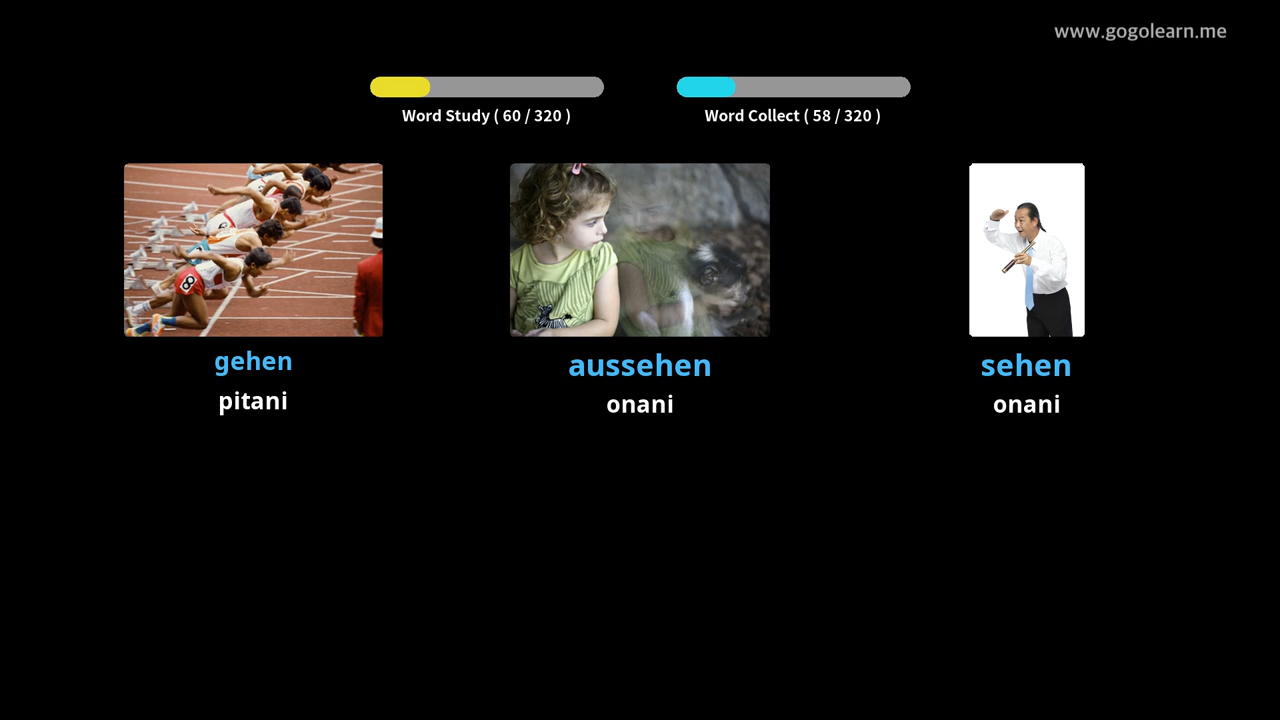 www.gogolearn.me
Word Study ( 60 / 320 )
Word Collect ( 58 / 320 )
gehen
pitani
aussehen
onani
sehen
onani